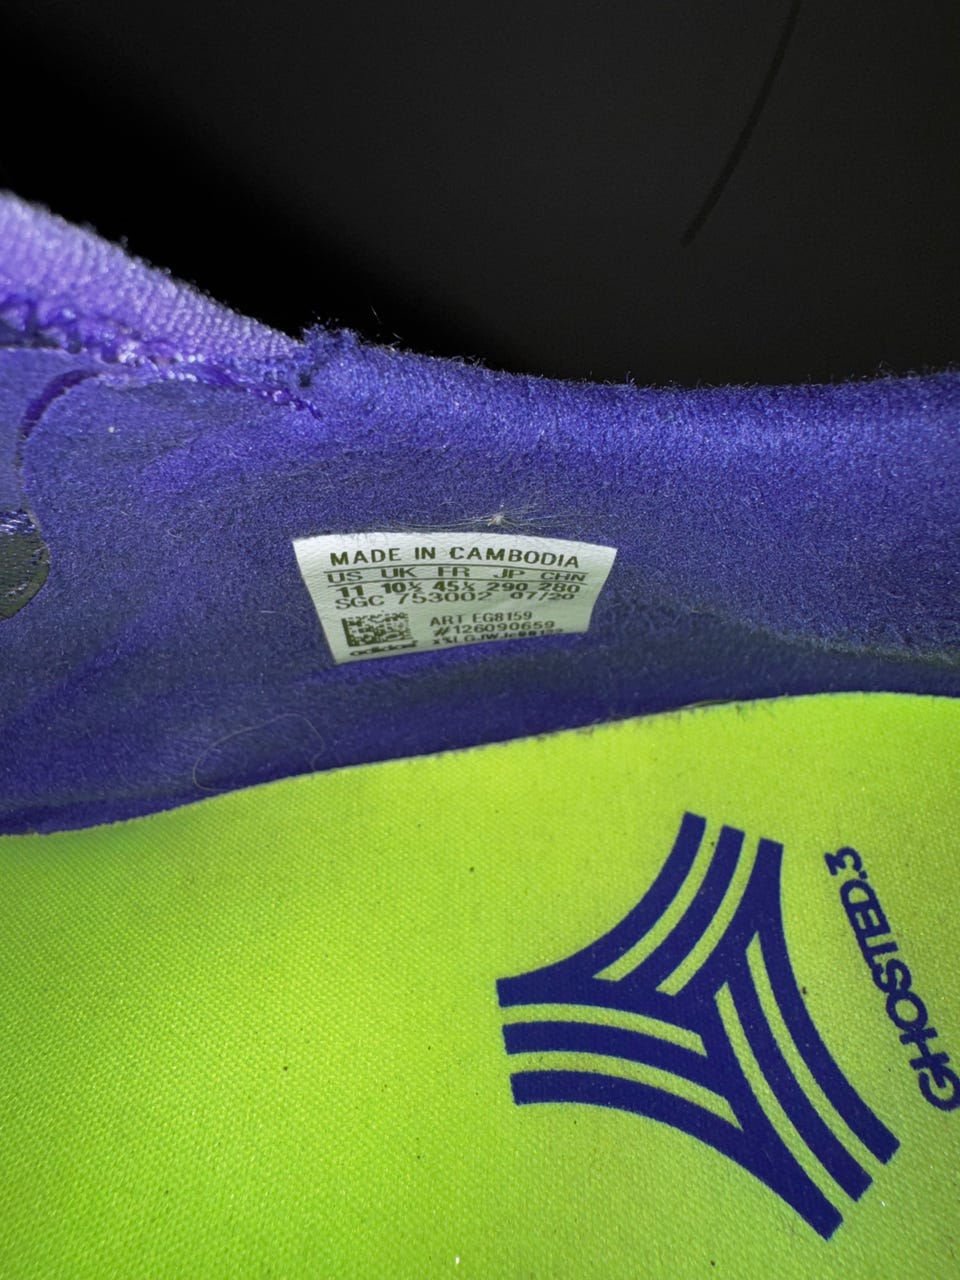 MADE IN CAMBODIA
US UK FR JP CHN
11 10½ 45⅓ 290 280
SGC 753002 07/20
ART EG8159
#126090659
adidas
GHOSTED.3